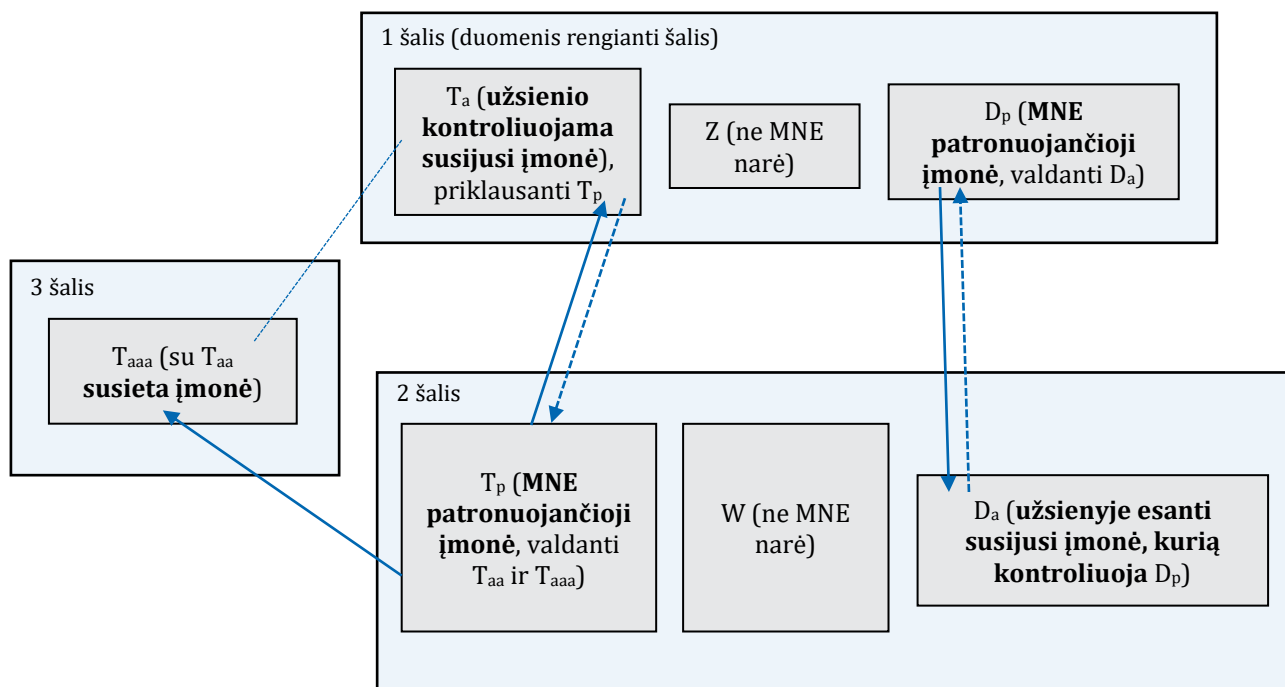 1 šalis (duomenis rengianti šalis)
Ta (užsienio
kontroliuojama
susijusi įmonė),
priklausanti Tp
Z (ne MNE
narė)
Dp (MNE
patronuojančioji
įmonė, valdanti Da)
3 šalis
Taaa (su Taa
susieta įmonė)
2 šalis
Tp (MNE
patronuojančioji
įmonė, valdanti
Taa ir Taaa)
W (ne MNE
narė)
Da (užsienyje esanti
susijusi įmonė, kurią
kontroliuoja Dp)